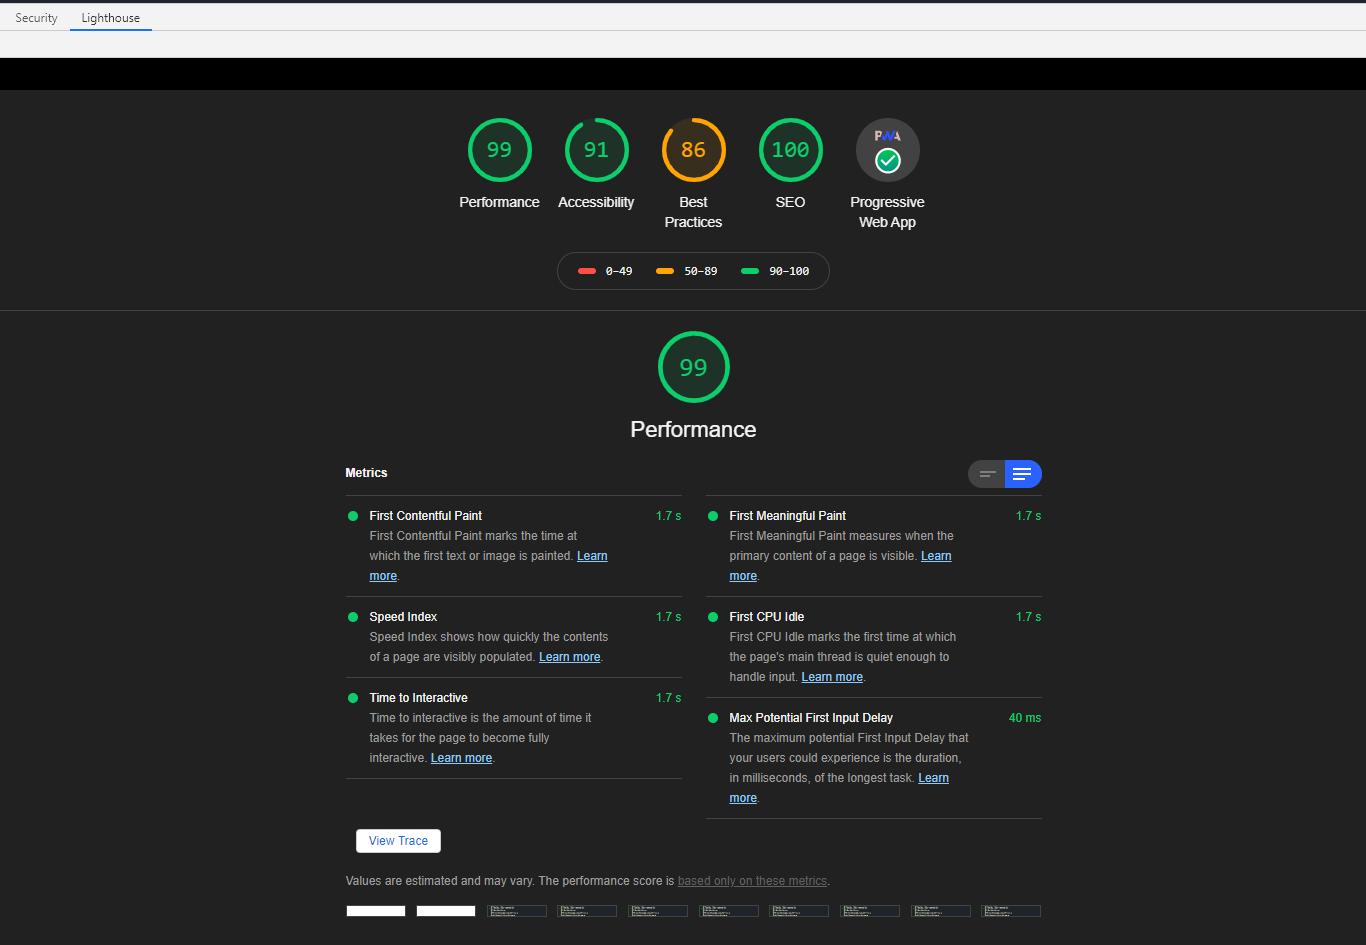 Security Lighthouse
99 91 86 100 PWA
Performance Accessibility Best Practices SEO Progressive Web App
0–49 50–89 90–100
99
Performance
Metrics
First Contentful Paint 1.7 s
First Contentful Paint marks the time at
which the first text or image is painted. Learn
more.
First Meaningful Paint 1.7 s
First Meaningful Paint measures when the
primary content of a page is visible. Learn
more.
Speed Index 1.7 s
Speed Index shows how quickly the contents
of a page are visibly populated. Learn more.
First CPU Idle 1.7 s
First CPU Idle marks the first time at which
the page's main thread is quiet enough to
handle input. Learn more.
Time to Interactive 1.7 s
Time to interactive is the amount of time it
takes for the page to become fully
interactive. Learn more.
Max Potential First Input Delay 40 ms
The maximum potential First Input Delay that
your users could experience is the duration,
in milliseconds, of the longest task. Learn
more.
View Trace
Values are estimated and may vary. The performance score is based only on these metrics.